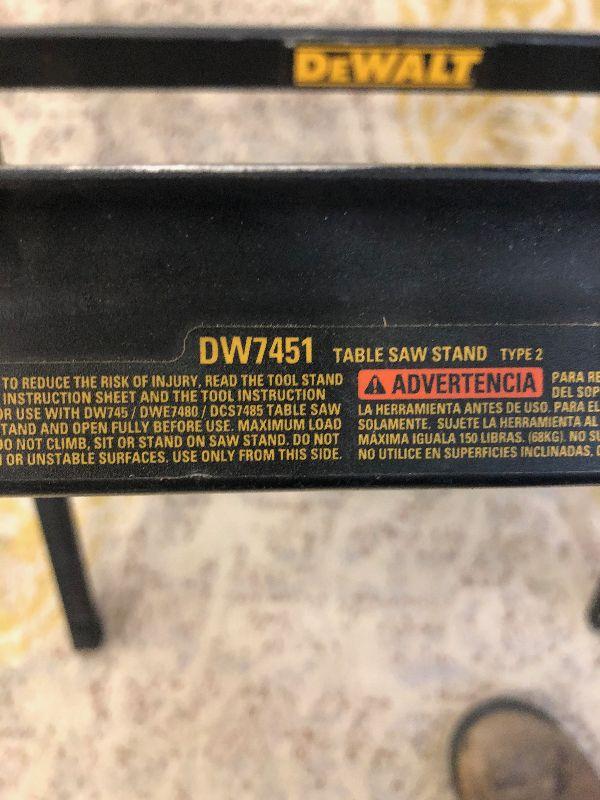 DEWALT
DW7451 TABLE SAW STAND TYPE 2
TO REDUCE THE RISK OF INJURY, READ THE TOOL STAND
INSTRUCTION SHEET AND THE TOOL INSTRUCTION
OR USE WITH DW745 / DWE7480 / DCS7485 TABLE SAW
TAND AND OPEN FULLY BEFORE USE. MAXIMUM LOAD
DO NOT CLIMB, SIT OR STAND ON SAW STAND. DO NOT
OR UNSTABLE SURFACES. USE ONLY FROM THIS SIDE.
ADVERTENCIA PARA RE
DEL SOP
LA HERRAMIENTA ANTES DE USO. PARA EL
SOLAMENTE. SUJETE LA HERRAMIENTA AL
MÁXIMA IGUALA 150 LIBRAS. (68KG). NO SU
NO UTILICE EN SUPERFICIES INCLINADAS,